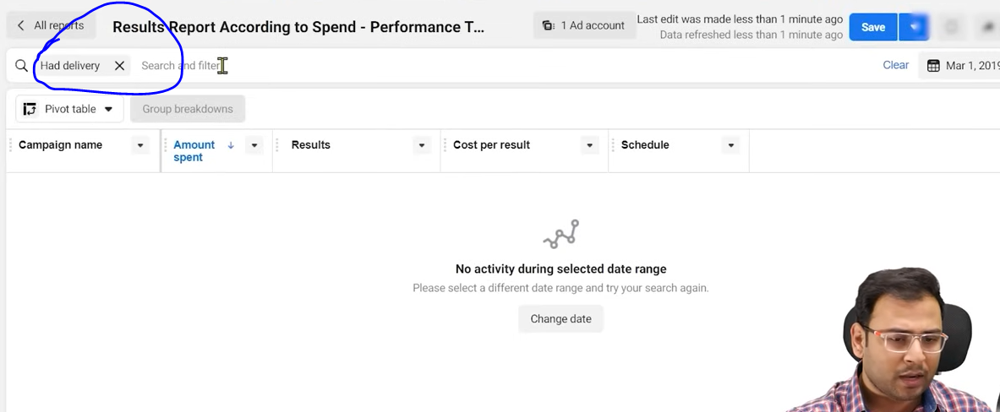 All reports
Results Report According to Spend - Performance T...
1 Ad account
Last edit was made less than 1 minute ago
Data refreshed less than 1 minute ago
Save
Had delivery
Search and filter
Clear
Mar 1, 2019
Pivot table
Group breakdowns
Campaign name
Amount
spent
Results
Cost per result
Schedule
No activity during selected date range
Please select a different date range and try your search again.
Change date